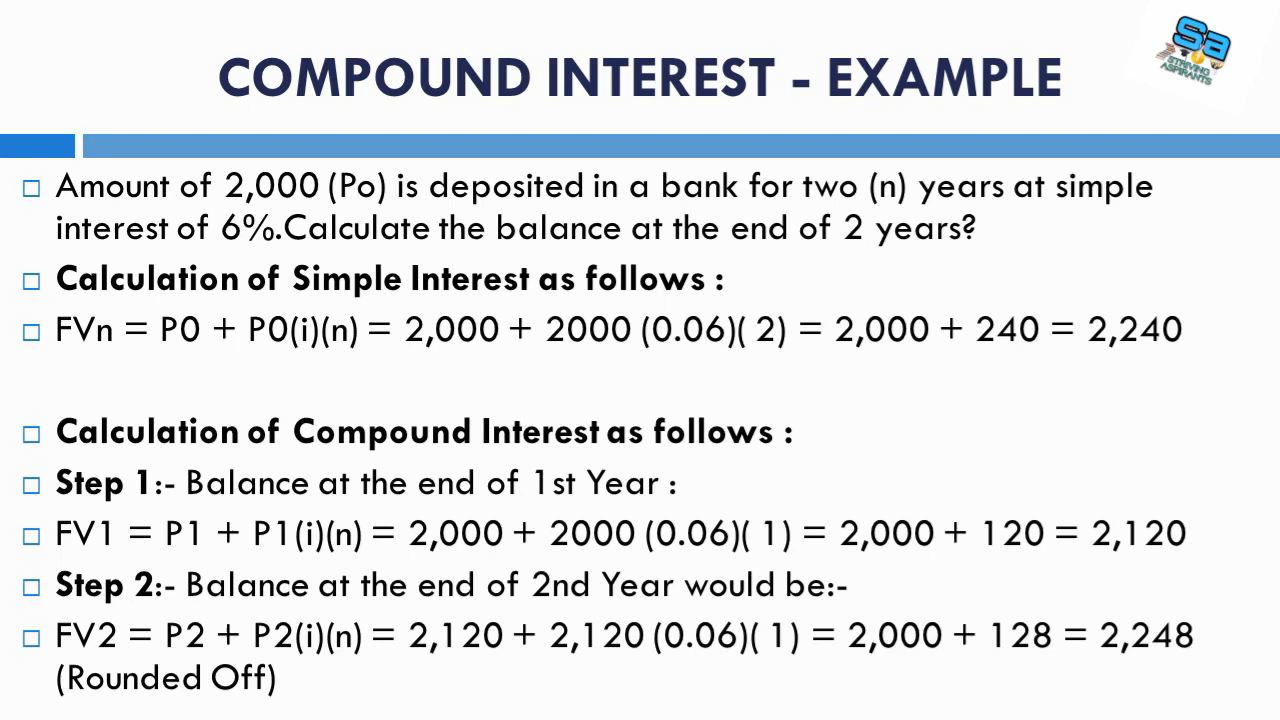 Sa
STRIVING
ASPIRANTS
COMPOUND INTEREST - EXAMPLE
Amount of 2,000 (Po) is deposited in a bank for two (n) years at simple
interest of 6%.Calculate the balance at the end of 2 years?
Calculation of Simple Interest as follows :
FVn = P0 + P0(i)(n) = 2,000 + 2000 (0.06)( 2) = 2,000 + 240 = 2,240
Calculation of Compound Interest as follows :
Step 1:- Balance at the end of 1st Year :
FV1 = P1 + P1(i)(n) = 2,000 + 2000 (0.06)( 1) = 2,000 + 120 = 2,120
Step 2:- Balance at the end of 2nd Year would be:-
FV2 = P2 + P2(i)(n) = 2,120 + 2,120 (0.06)( 1) = 2,000 + 128 = 2,248
(Rounded Off)